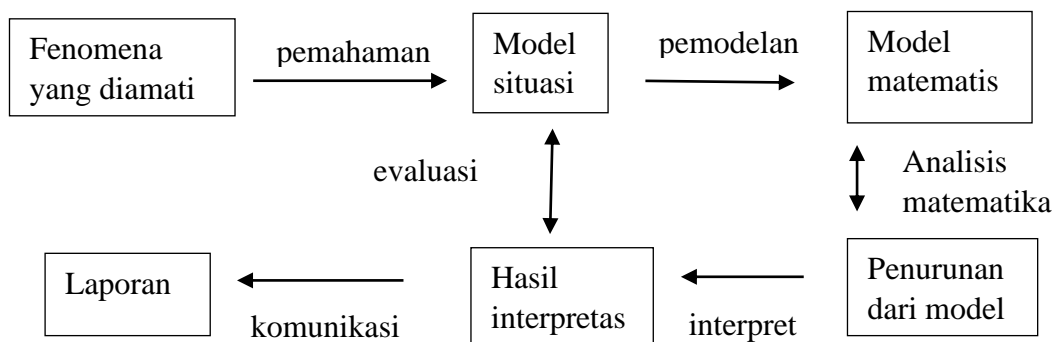 Fenomena
yang diamati
pemahaman
Model
situasi
pemodelan
Model
matematis
evaluasi
Analisis
matematika
Laporan
komunikasi
Hasil
interpretas
interpret
Penurunan
dari model